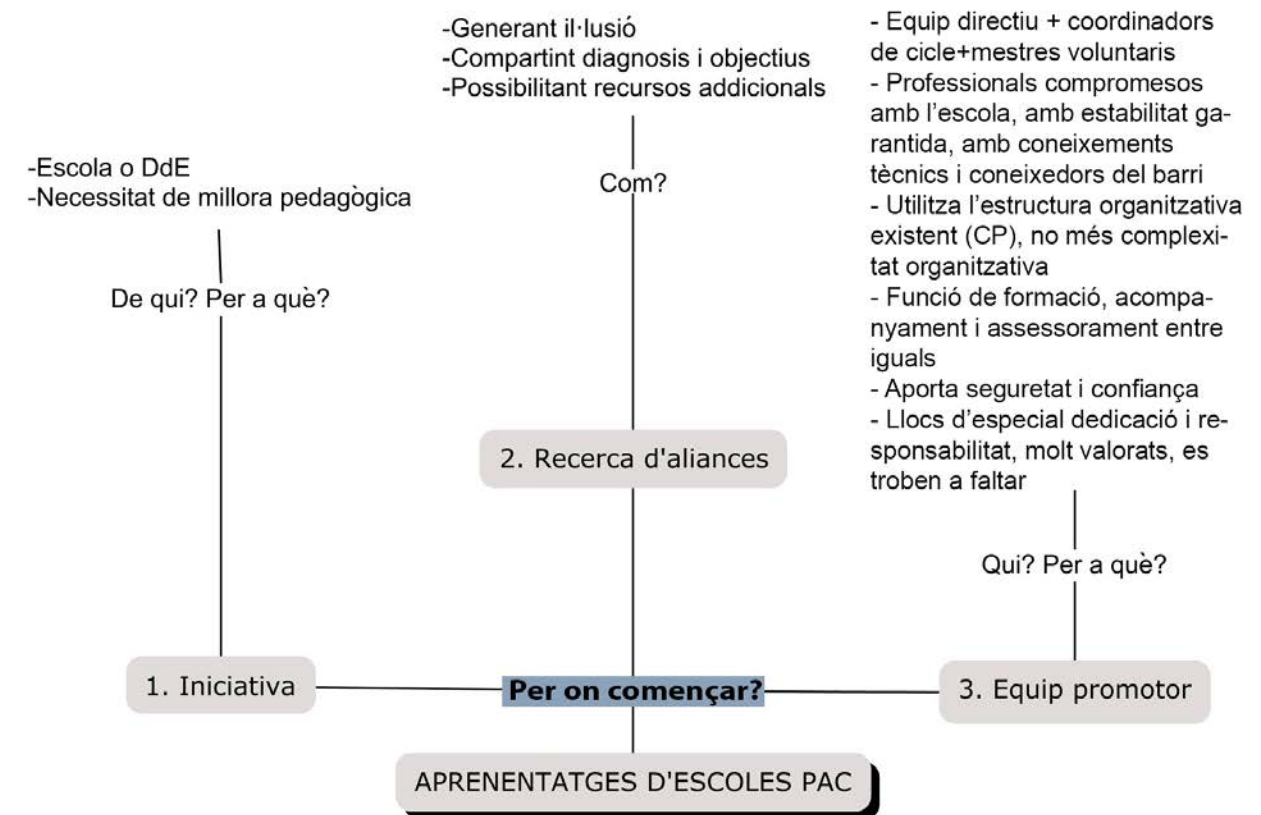 -Escola o DdE
-Necessitat de millora pedagògica
De qui? Per a què?
1. Iniciativa
-Generant il·lusió
-Compartint diagnosis i objectius
-Possibilitant recursos addicionals
Com?
2. Recerca d'aliances
- Equip directiu + coordinadors
de cicle+mestres voluntaris
- Professionals compromesos
amb l'escola, amb estabilitat ga-
rantida, amb coneixements
tècnics i coneixedors del barri
- Utilitza l'estructura organitzativa
existent (CP), no més complexi-
tat organitzativa
- Funció de formació, acompa-
nyament i assessorament entre
iguals
- Aporta seguretat i confiança
- Llocs d'especial dedicació i re-
sponsabilitat, molt valorats, es
troben a faltar
Qui? Per a què?
3. Equip promotor
Per on començar?
APRENENTATGES D'ESCOLES PAC